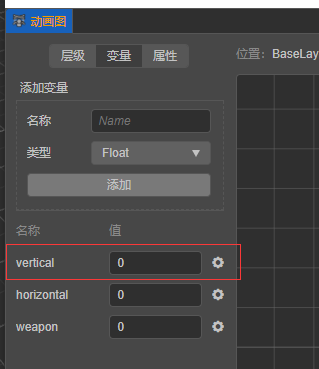 动画图
层级 变量 属性 位置: BaseLay
添加变量
名称 Name
类型 Float
添加
名称 值
vertical 0
horizontal 0
weapon 0